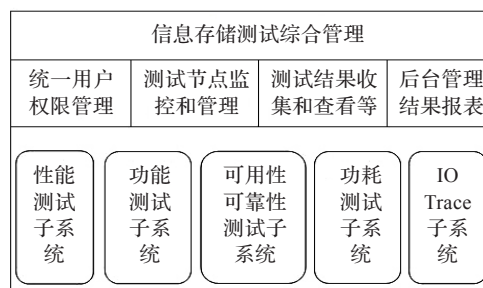 信息存储测试综合管理
统一用户
权限管理
测试节点监
控和管理
测试结果收
集和查看等
后台管理
结果报表
性能
测试
子系
统
功能
测试
子系
统
可用性
可靠性
测试子
系统
功耗
测试
子系
统
IO
Trace
子系
统